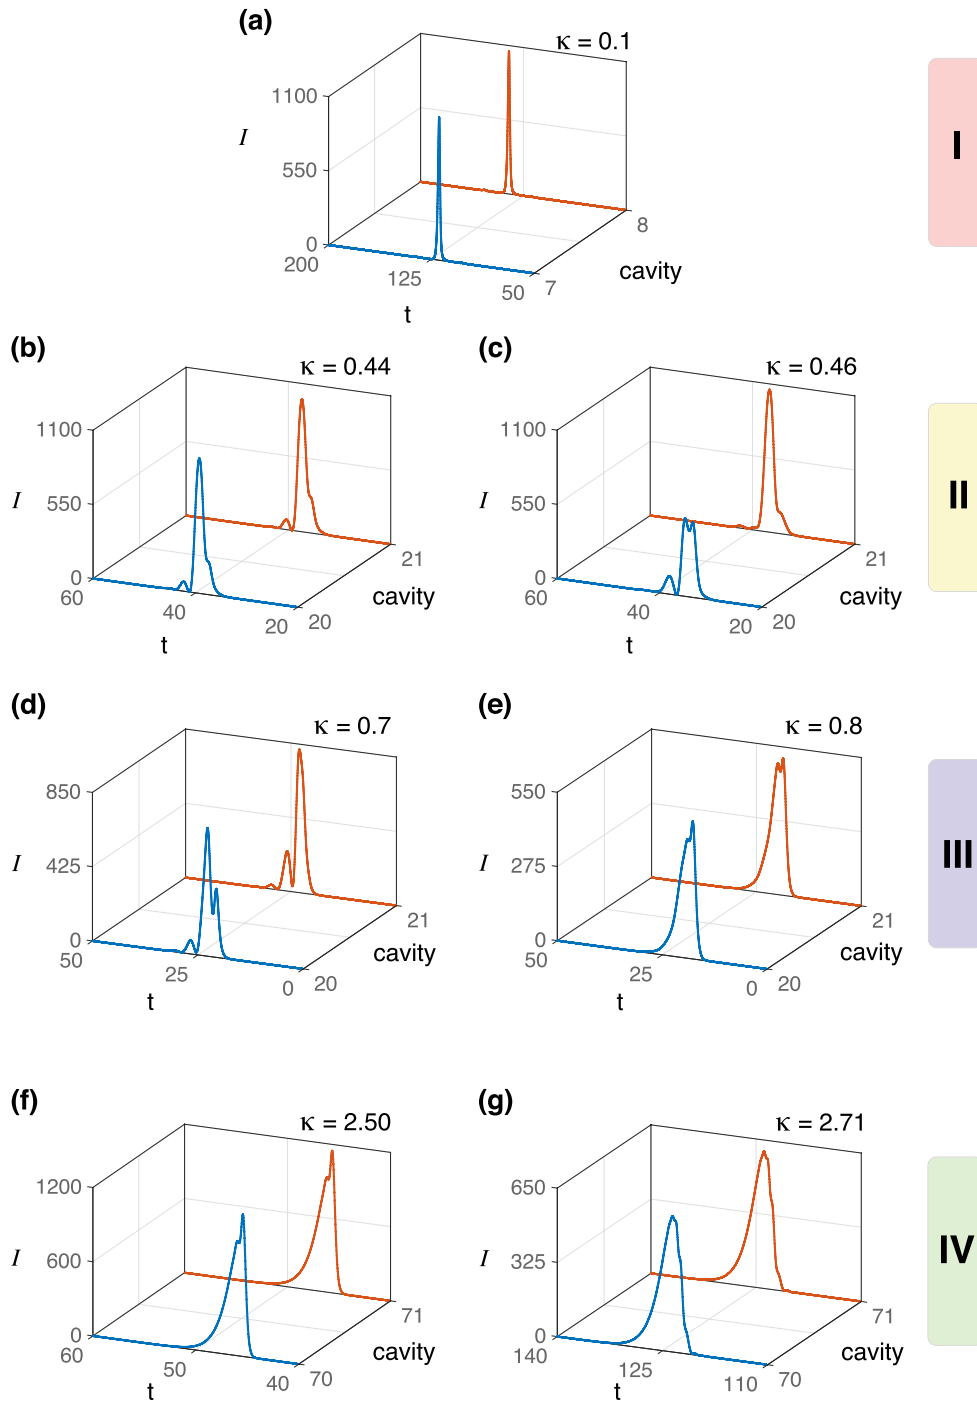 (a)
κ = 0.1
1100
I
550
0
200
125
50
7
8
cavity
t
I
(b)
κ = 0.44
1100
I
550
0
60
40
20
20
21
cavity
t
(c)
κ = 0.46
1100
I
550
0
60
40
20
20
21
cavity
t
II
(d)
κ = 0.7
850
I
425
0
50
25
0
20
21
cavity
t
(e)
κ = 0.8
550
I
275
0
50
25
0
20
21
cavity
t
III
(f)
κ = 2.50
1200
I
600
0
60
50
40
70
71
cavity
t
(g)
κ = 2.71
650
I
325
0
140
125
110
70
71
cavity
t
IV